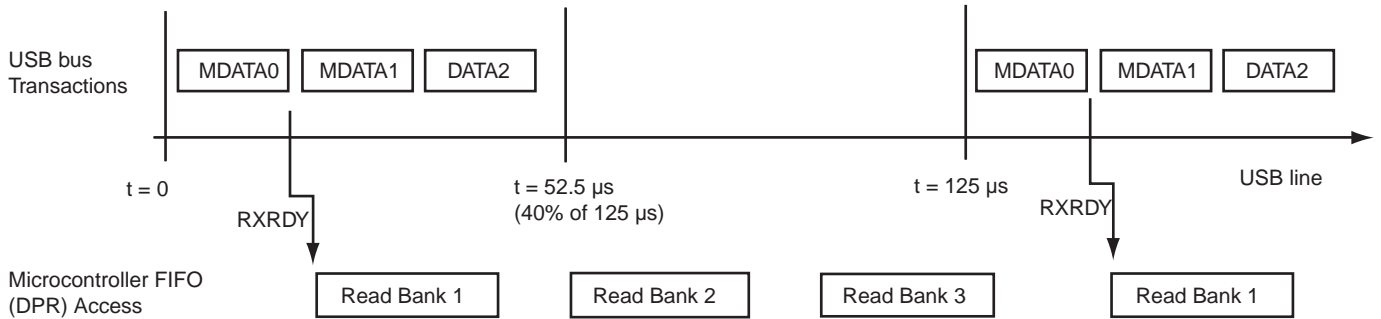 USB bus
Transactions
MDATA0 MDATA1 DATA2 MDATA0 MDATA1 DATA2
t = 0
t = 52.5 µs
(40% of 125 µs)
t = 125 µs
USB line
RXRDY RXRDY
Microcontroller FIFO
(DPR) Access
Read Bank 1 Read Bank 2 Read Bank 3 Read Bank 1